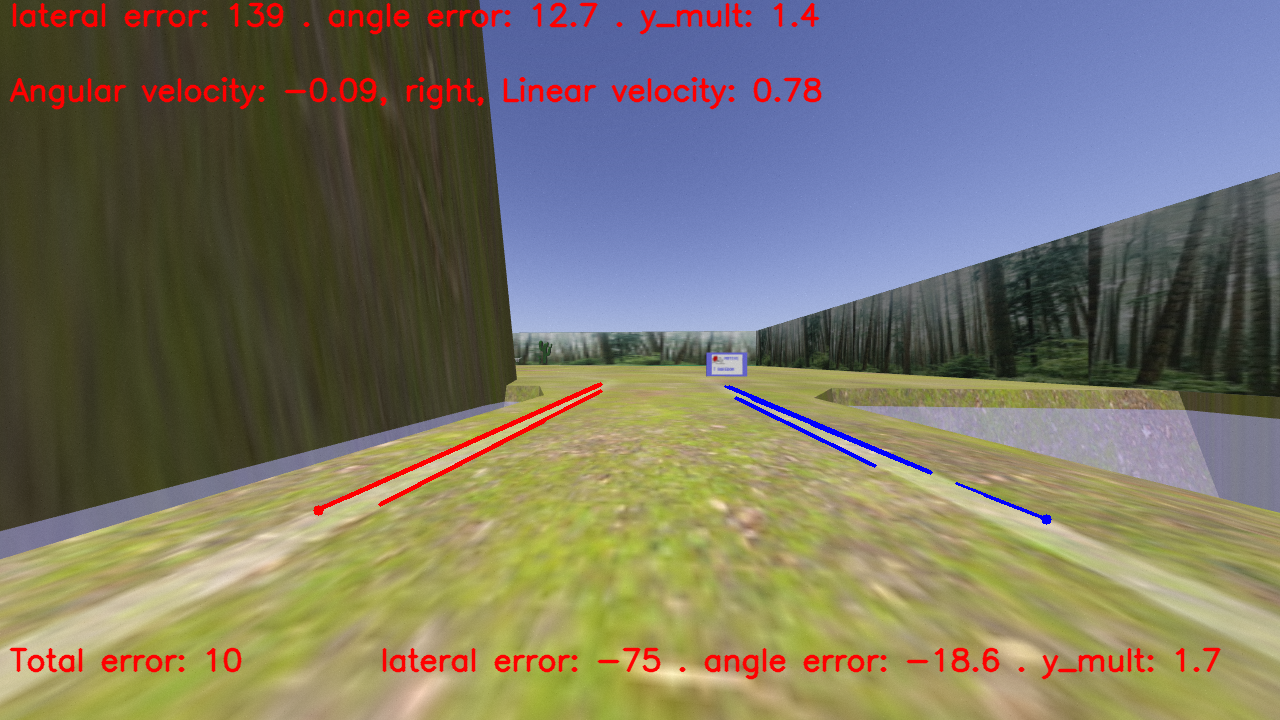 lateral error: 139 . angle error: 12.7 . y_mult: 1.4
Angular velocity: −0.09, right, Linear velocity: 0.78
Total error: 10 lateral error: −75 . angle error: −18.6 . y_mult: 1.7